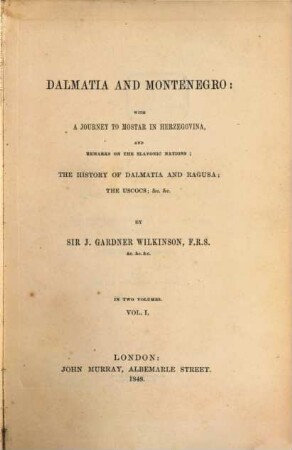 DALMATIA AND MONTENEGRO:
WITH
A JOURNEY TO MOSTAR IN HERZEGOVINA,
AND
REMARKS ON THE SLAVONIC NATIONS;
THE HISTORY OF DALMATIA AND RAGUSA;
THE USCOCS; &c. &c.
BY
SIR J. GARDNER WILKINSON, F.R.S.
&c. &c. &c.
IN TWO VOLUMES.
VOL. I.
LONDON:
JOHN MURRAY, ALBEMARLE STREET.
1848.